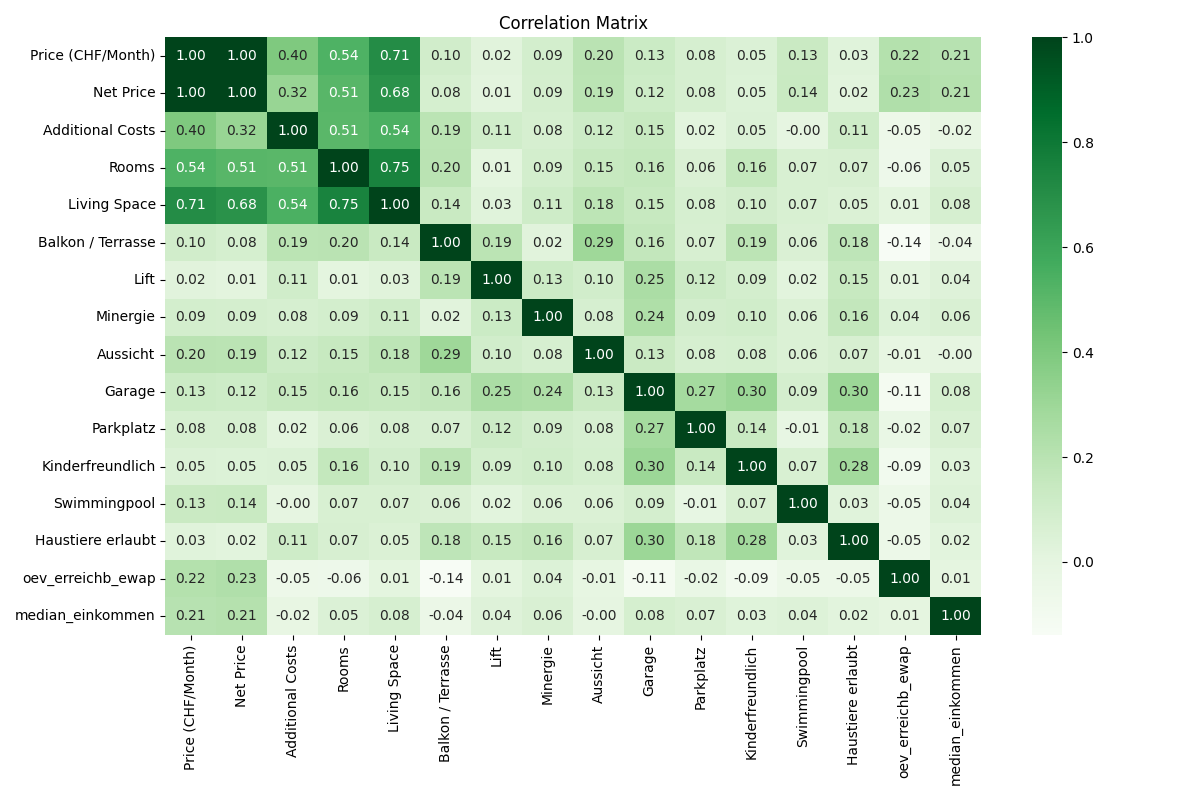 Correlation Matrix
Price (CHF/Month) 1.00 1.00 0.40 0.54 0.71 0.10 0.02 0.09 0.20 0.13 0.08 0.05 0.13 0.03 0.22 0.21
Net Price 1.00 1.00 0.32 0.51 0.68 0.08 0.01 0.09 0.19 0.12 0.08 0.05 0.14 0.02 0.23 0.21
Additional Costs 0.40 0.32 1.00 0.51 0.54 0.19 0.11 0.08 0.12 0.15 0.02 0.05 -0.00 0.11 -0.05 -0.02
Rooms 0.54 0.51 0.51 1.00 0.75 0.20 0.01 0.09 0.15 0.16 0.06 0.16 0.07 0.07 -0.06 0.05
Living Space 0.71 0.68 0.54 0.75 1.00 0.14 0.03 0.11 0.18 0.15 0.08 0.10 0.07 0.05 0.01 0.08
Balkon / Terrasse 0.10 0.08 0.19 0.20 0.14 1.00 0.19 0.02 0.29 0.16 0.07 0.19 0.06 0.18 -0.14 -0.04
Lift 0.02 0.01 0.11 0.01 0.03 0.19 1.00 0.13 0.10 0.25 0.12 0.09 0.02 0.15 0.01 0.04
Minergie 0.09 0.09 0.08 0.09 0.11 0.02 0.13 1.00 0.08 0.24 0.09 0.10 0.06 0.16 0.04 0.06
Aussicht 0.20 0.19 0.12 0.15 0.18 0.29 0.10 0.08 1.00 0.13 0.08 0.08 0.06 0.07 -0.01 -0.00
Garage 0.13 0.12 0.15 0.16 0.15 0.16 0.25 0.24 0.13 1.00 0.27 0.30 0.09 0.30 -0.11 0.08
Parkplatz 0.08 0.08 0.02 0.06 0.08 0.07 0.12 0.09 0.08 0.27 1.00 0.14 -0.01 0.18 -0.02 0.07
Kinderfreundlich 0.05 0.05 0.05 0.16 0.10 0.19 0.09 0.10 0.08 0.30 0.14 1.00 0.07 0.28 -0.09 0.03
Swimmingpool 0.13 0.14 -0.00 0.07 0.07 0.06 0.02 0.06 0.06 0.09 -0.01 0.07 1.00 0.03 -0.05 0.04
Haustiere erlaubt 0.03 0.02 0.11 0.07 0.05 0.18 0.15 0.16 0.07 0.30 0.18 0.28 0.03 1.00 -0.05 0.02
oev_erreichb_ewap 0.22 0.23 -0.05 -0.06 0.01 -0.14 0.01 0.04 -0.01 -0.11 -0.02 -0.09 -0.05 -0.05 1.00 0.01
median_einkommen 0.21 0.21 -0.02 0.05 0.08 -0.04 0.04 0.06 -0.00 0.08 0.07 0.03 0.04 0.02 0.01 1.00
Price (CHF/Month)
Net Price
Additional Costs
Rooms
Living Space
Balkon / Terrasse
Lift
Minergie
Aussicht
Garage
Parkplatz
Kinderfreundlich
Swimmingpool
Haustiere erlaubt
oev_erreichb_ewap
median_einkommen
1.0
0.8
0.6
0.4
0.2
0.0